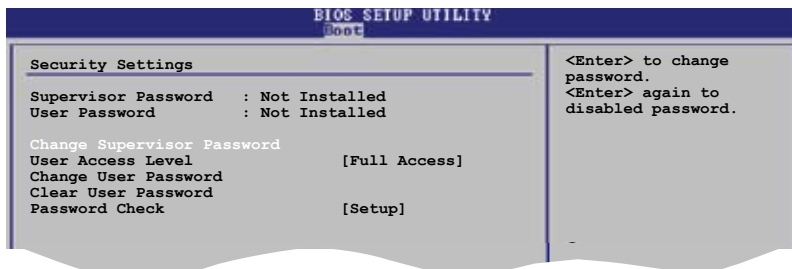 BIOS SETUP UTILITY
Boot
Security Settings
Supervisor Password : Not Installed
User Password : Not Installed
Change Supervisor Password
User Access Level [Full Access]
Change User Password
Clear User Password
Password Check [Setup]
<Enter> to change
password.
<Enter> again to
disabled password.